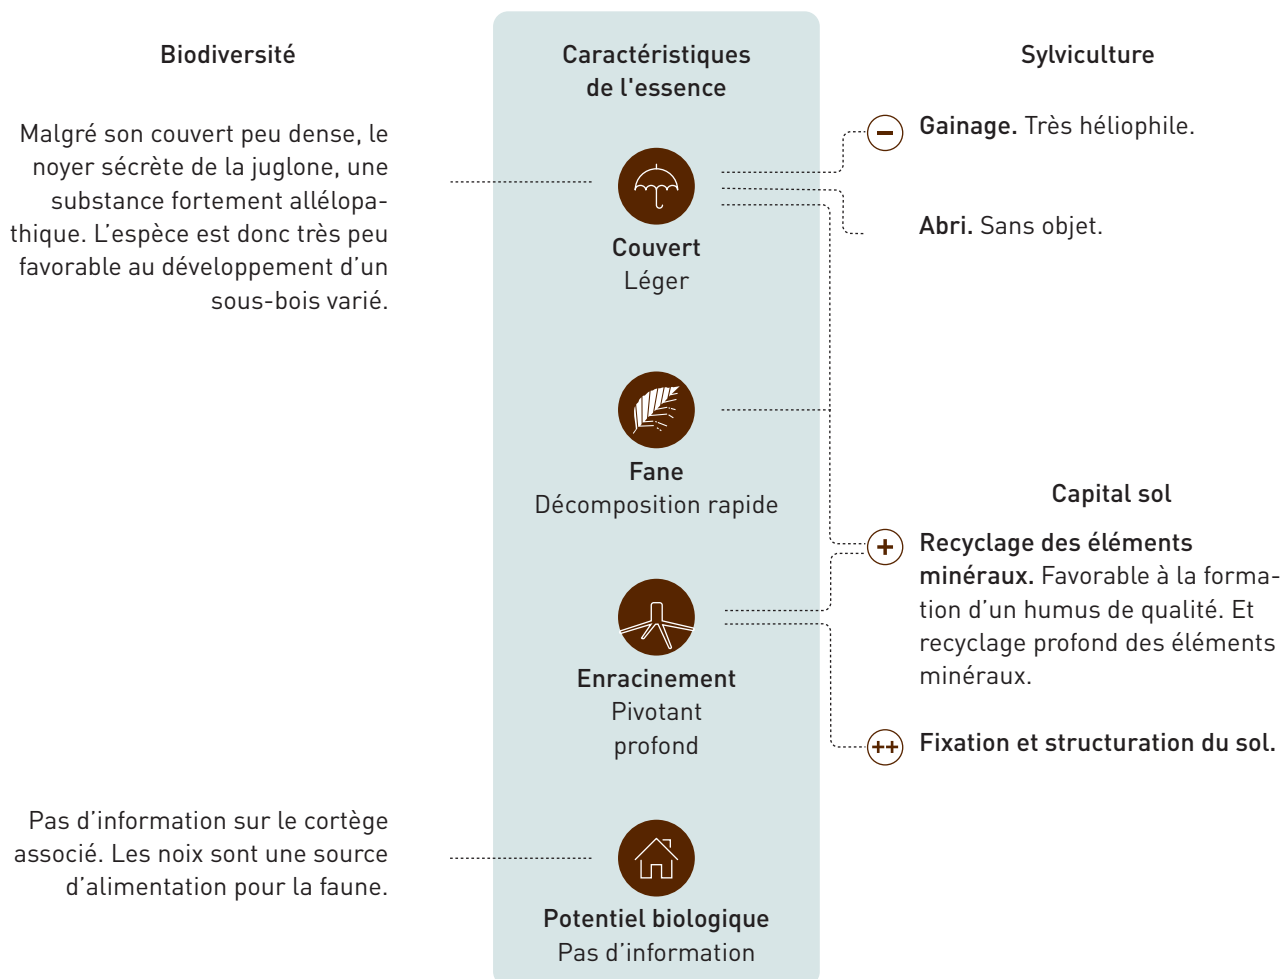 Biodiversité
Malgré son couvert peu dense, le
noyer sécrète de la juglone, une
substance fortement allélopa-
thique. L’espèce est donc très peu
favorable au développement d’un
sous-bois varié.
Pas d’information sur le cortège
associé. Les noix sont une source
d’alimentation pour la faune.
Caractéristiques
de l'essence
Couvert
Léger
Fane
Décomposition rapide
Enracinement
Pivotant
profond
Potentiel biologique
Pas d’information
Sylviculture
− Gainage. Très héliophile.
Abri. Sans objet.
Capital sol
+ Recyclage des éléments
minéraux. Favorable à la forma-
tion d’un humus de qualité. Et
recyclage profond des éléments
minéraux.
++ Fixation et structuration du sol.